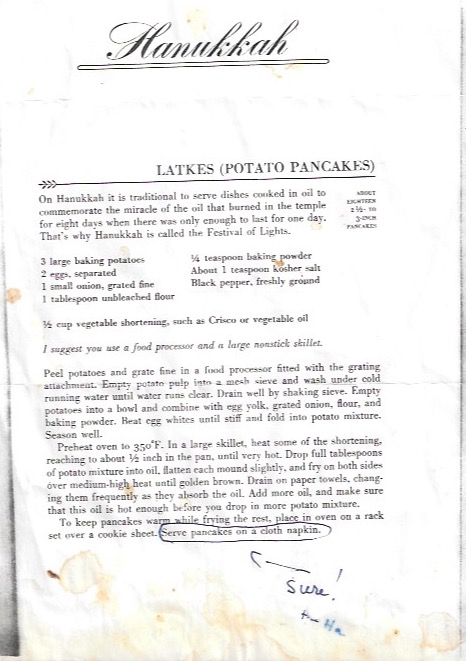 Hanukkah
LATKES (POTATO PANCAKES)
On Hanukkah it is traditional to serve dishes cooked in oil to
commemorate the miracle of the oil that burned in the temple
for eight days when there was only enough to last for one day.
That's why Hanukkah is called the Festival of Lights.
ABOUT
EIGHTEEN
2½- TO
3-INCH
PANCAKES
3 large baking potatoes
2 eggs, separated
1 small onion, grated fine
1 tablespoon unbleached flour
¼ teaspoon baking powder
About 1 teaspoon kosher salt
Black pepper, freshly ground
½ cup vegetable shortening, such as Crisco or vegetable oil
I suggest you use a food processor and a large nonstick skillet.
Peel potatoes and grate fine in a food processor fitted with the grating
attachment. Empty potato pulp into a mesh sieve and wash under cold
running water until water runs clear. Drain well by shaking sieve. Empty
potatoes into a bowl and combine with egg yolk, grated onion, flour, and
baking powder. Beat egg whites until stiff and fold into potato mixture.
Season well.
Preheat oven to 350°F. In a large skillet, heat some of the shortening,
reaching to about ½ inch in the pan, until very hot. Drop full tablespoons
of potato mixture into oil, flatten each mound slightly, and fry on both sides
over medium-high heat until golden brown. Drain on paper towels, chang-
ing them frequently as they absorb the oil. Add more oil, and make sure
that this oil is hot enough before you drop in more potato mixture.
To keep pancakes warm while frying the rest, place in oven on a rack
set over a cookie sheet. Serve pancakes on a cloth napkin.
Sure!
Ha